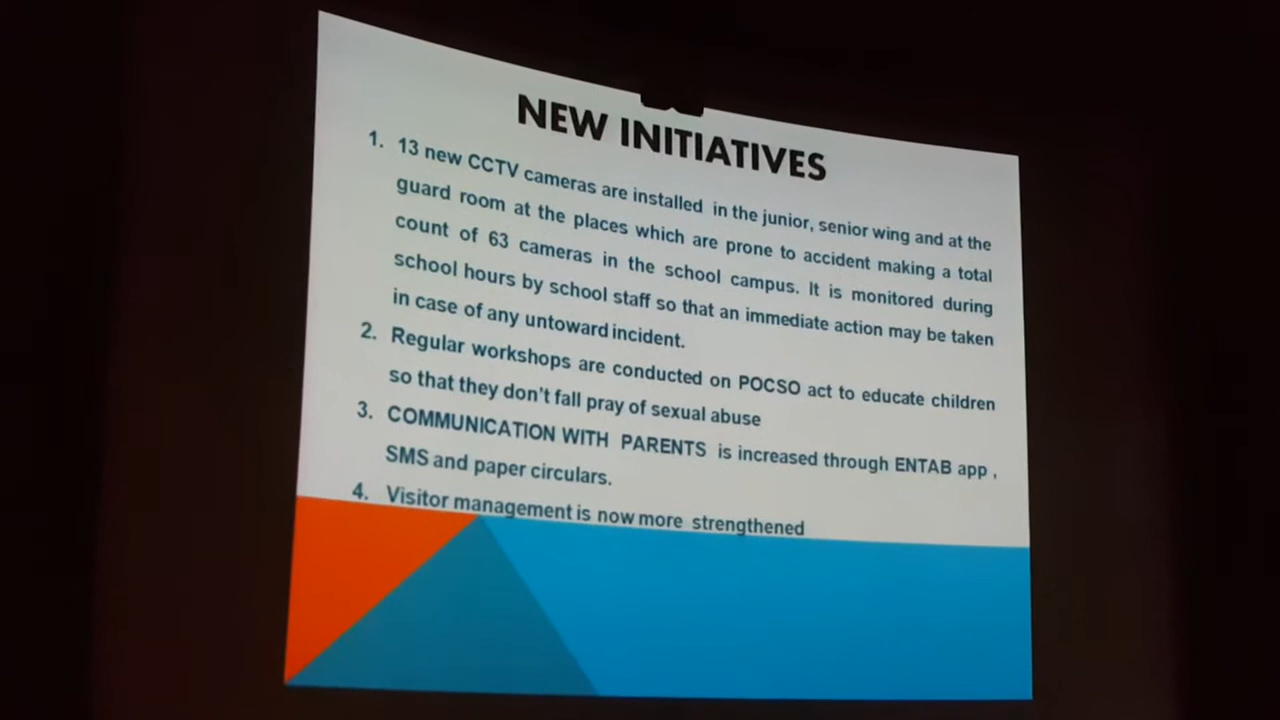 NEW INITIATIVES
1. 13 new CCTV cameras are installed in the junior, senior wing and at the
guard room at the places which are prone to accident making a total
count of 63 cameras in the school campus. It is monitored during
school hours by school staff so that an immediate action may be taken
in case of any untoward incident.
2. Regular workshops are conducted on POCSO act to educate children
so that they don't fall pray of sexual abuse
3. COMMUNICATION WITH PARENTS is increased through ENTAB app ,
SMS and paper circulars.
4. Visitor management is now more strengthened